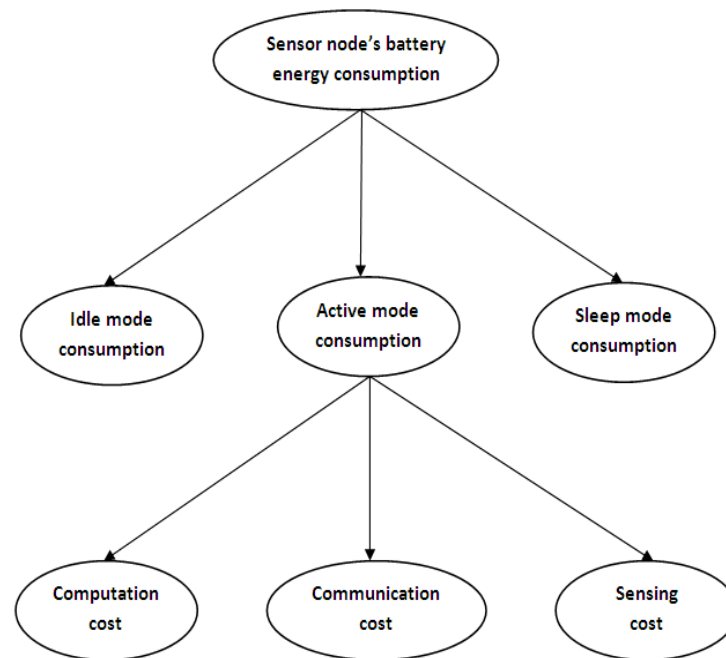 Sensor node’s battery
energy consumption
Idle mode
consumption
Active mode
consumption
Sleep mode
consumption
Computation
cost
Communication
cost
Sensing
cost